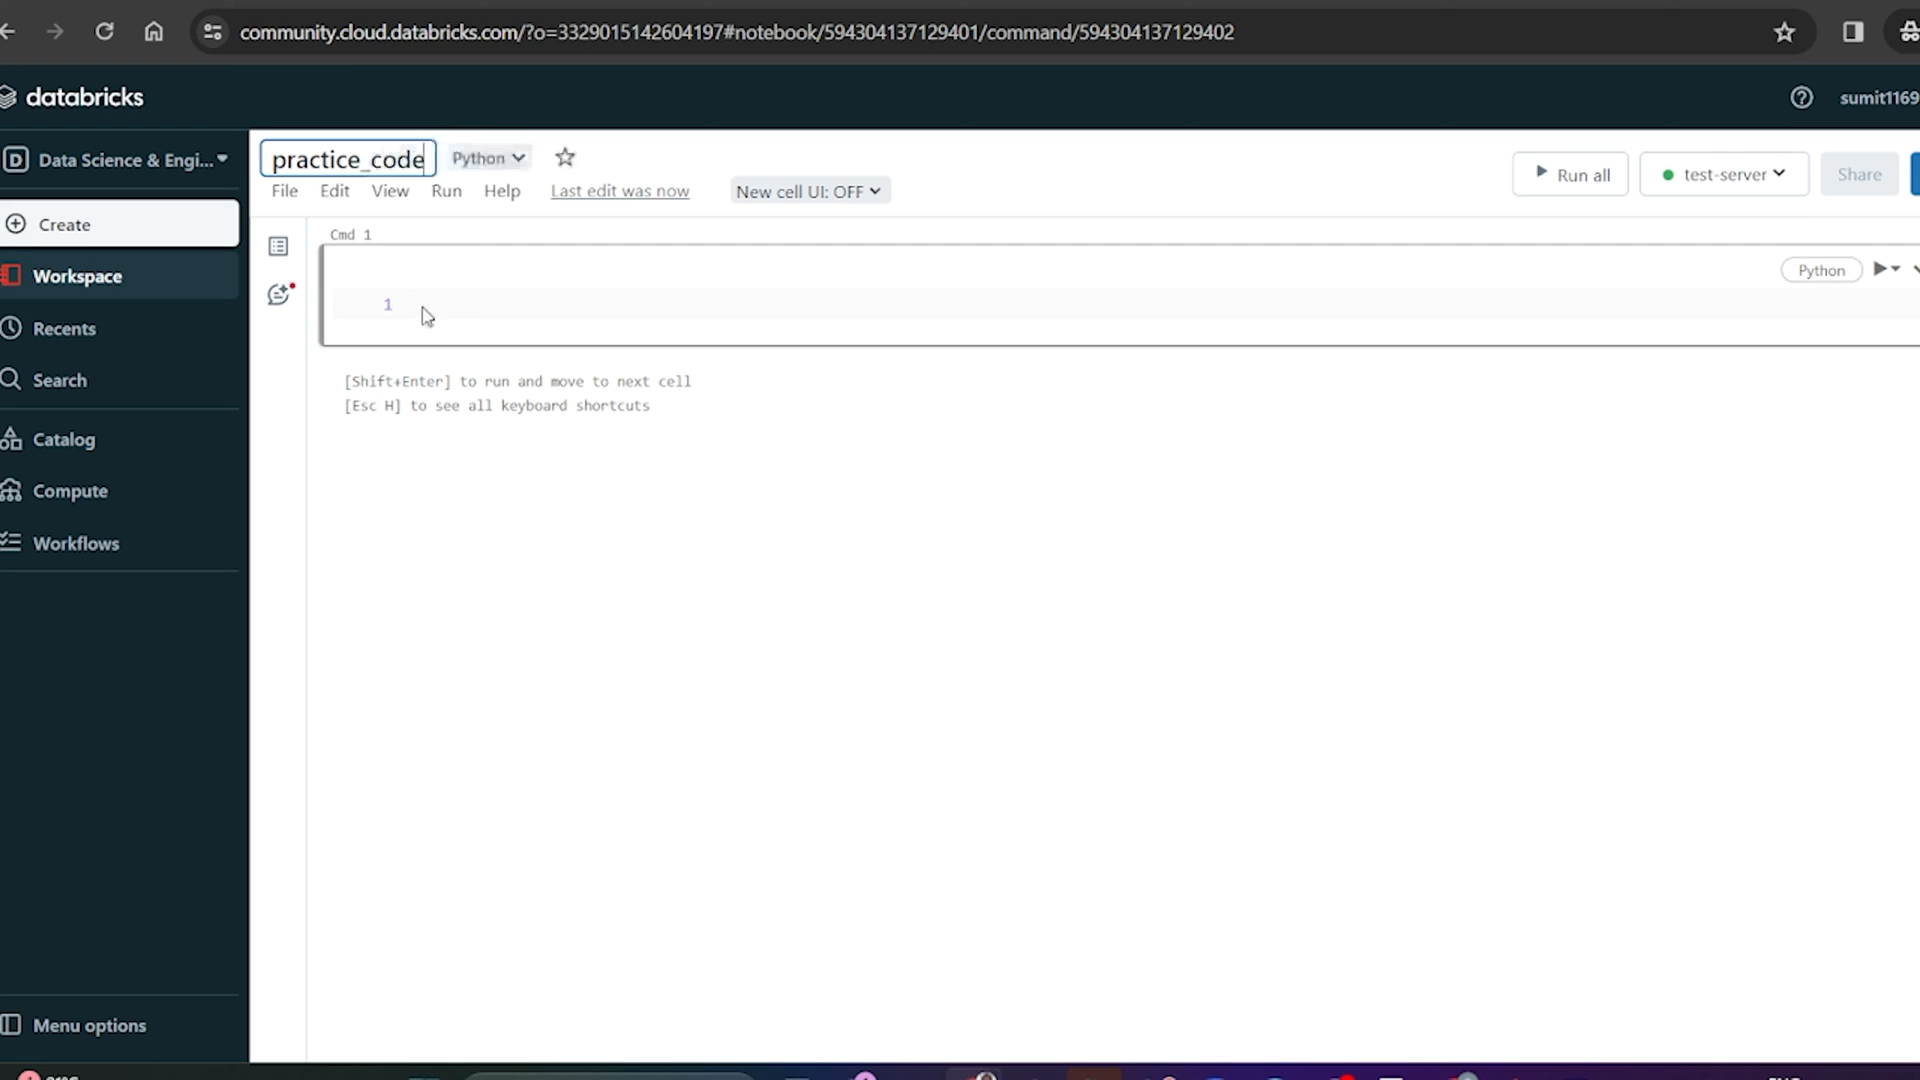 community.cloud.databricks.com/?o=3329015142604197#notebook/594304137129401/command/594304137129402
databricks
sumit1169
Data Science & Engi...
practice_code Python
Run all
test-server
Share
File Edit View Run Help Last edit was now New cell UI: OFF
Create
Cmd 1
Workspace
Python
1
Recents
Search
[Shift+Enter] to run and move to next cell
[Esc H] to see all keyboard shortcuts
Catalog
Compute
Workflows
Menu options